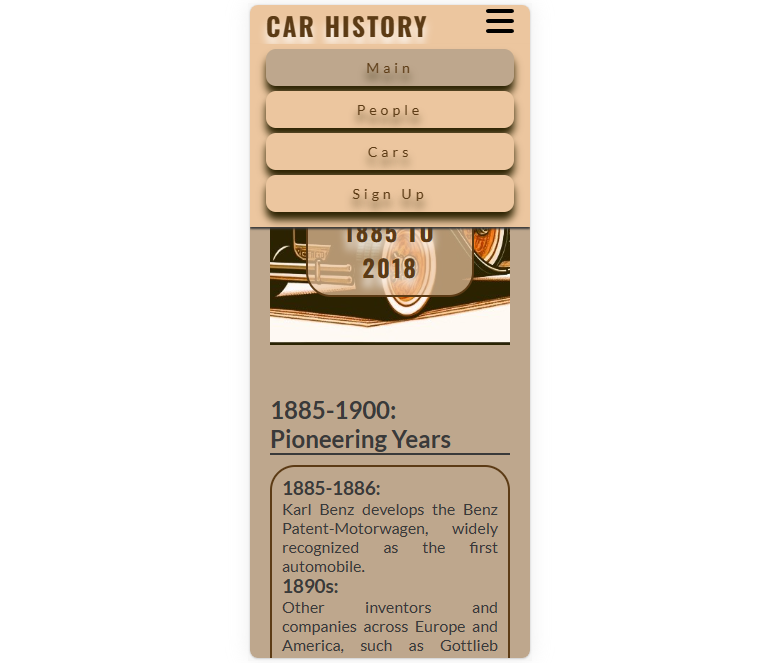 CAR HISTORY
Main
People
Cars
Sign Up
1885 TO
2018
1885-1900:
Pioneering Years
1885-1886:
Karl Benz develops the Benz
Patent-Motorwagen, widely
recognized as the first
automobile.
1890s:
Other inventors and
companies across Europe and
America, such as Gottlieb